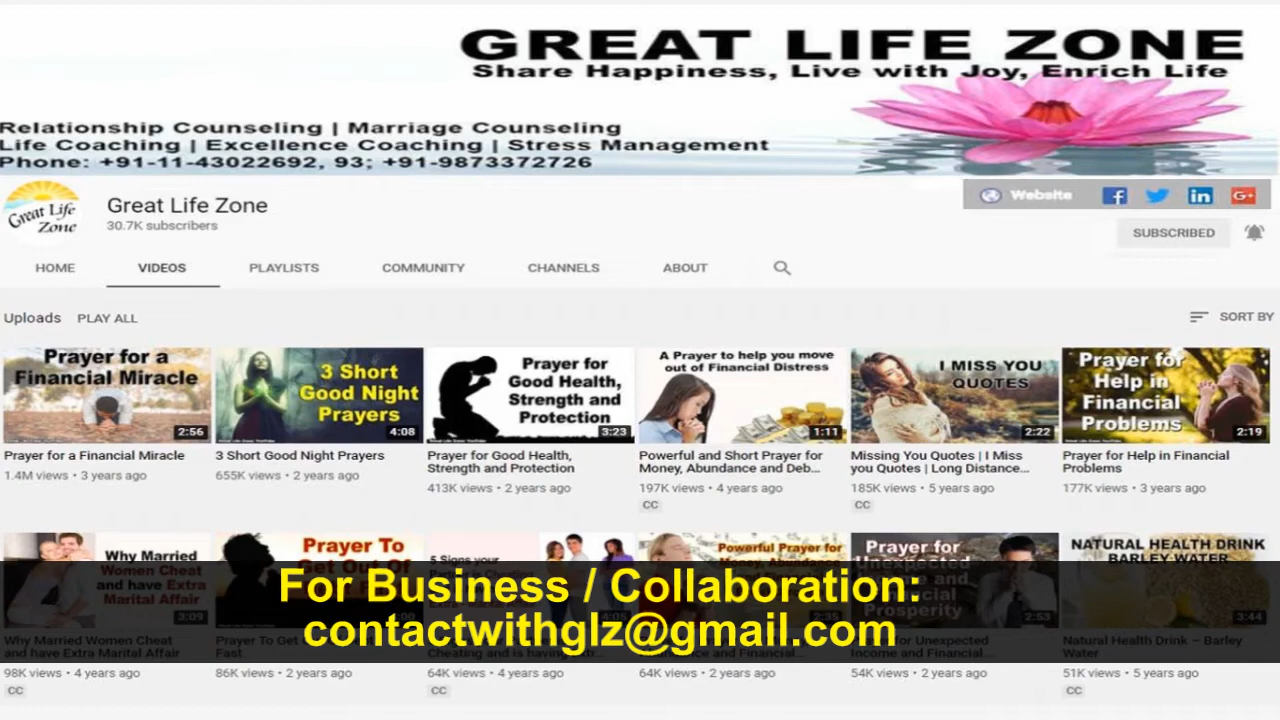 GREAT LIFE ZONE
Share Happiness, Live with Joy, Enrich Life
Relationship Counseling | Marriage Counseling
Life Coaching | Excellence Coaching | Stress Management
Phone: +91-11-43022692, 93; +91-9873372726
Great Life
Zone
Great Life Zone
30.7K subscribers
Website
SUBSCRIBED
HOME VIDEOS PLAYLISTS COMMUNITY CHANNELS ABOUT
Uploads PLAY ALL
SORT BY
Prayer for a
Financial Miracle
2:56
Prayer for a Financial Miracle
1.4M views • 3 years ago
3 Short
Good Night
Prayers
4:08
3 Short Good Night Prayers
655K views • 2 years ago
Prayer for
Good Health,
Strength and
Protection
3:23
Prayer for Good Health,
Strength and Protection
413K views • 2 years ago
A Prayer to help you move
out of Financial Distress
1:11
Powerful and Short Prayer for
Money, Abundance and Deb...
197K views • 4 years ago
CC
I MISS YOU
QUOTES
2:22
Missing You Quotes | I Miss
you Quotes | Long Distance...
185K views • 5 years ago
CC
Prayer for
Help in
Financial
Problems
2:19
Prayer for Help in Financial
Problems
177K views • 3 years ago
Why Married
Women Cheat
and have Extra
Marital Affair
3:09
Why Married Women Cheat
and have Extra Marital Affair
98K views • 4 years ago
CC
Prayer To
Get Out Of
Prayer To Get
Fast
86K views • 2 years ago
5 Signs your
Cheating and is having
64K views • 4 years ago
CC
Powerful Prayer for
Money, Abundance
and Financial...
64K views • 2 years ago
Prayer for
Unexpected
Income and
Financial
Prosperity
2:53
for Unexpected
Income and Financial...
54K views • 2 years ago
NATURAL HEALTH DRINK
BARLEY WATER
3:44
Natural Health Drink – Barley
Water
51K views • 5 years ago
CC
For Business / Collaboration:
contactwithglz@gmail.com